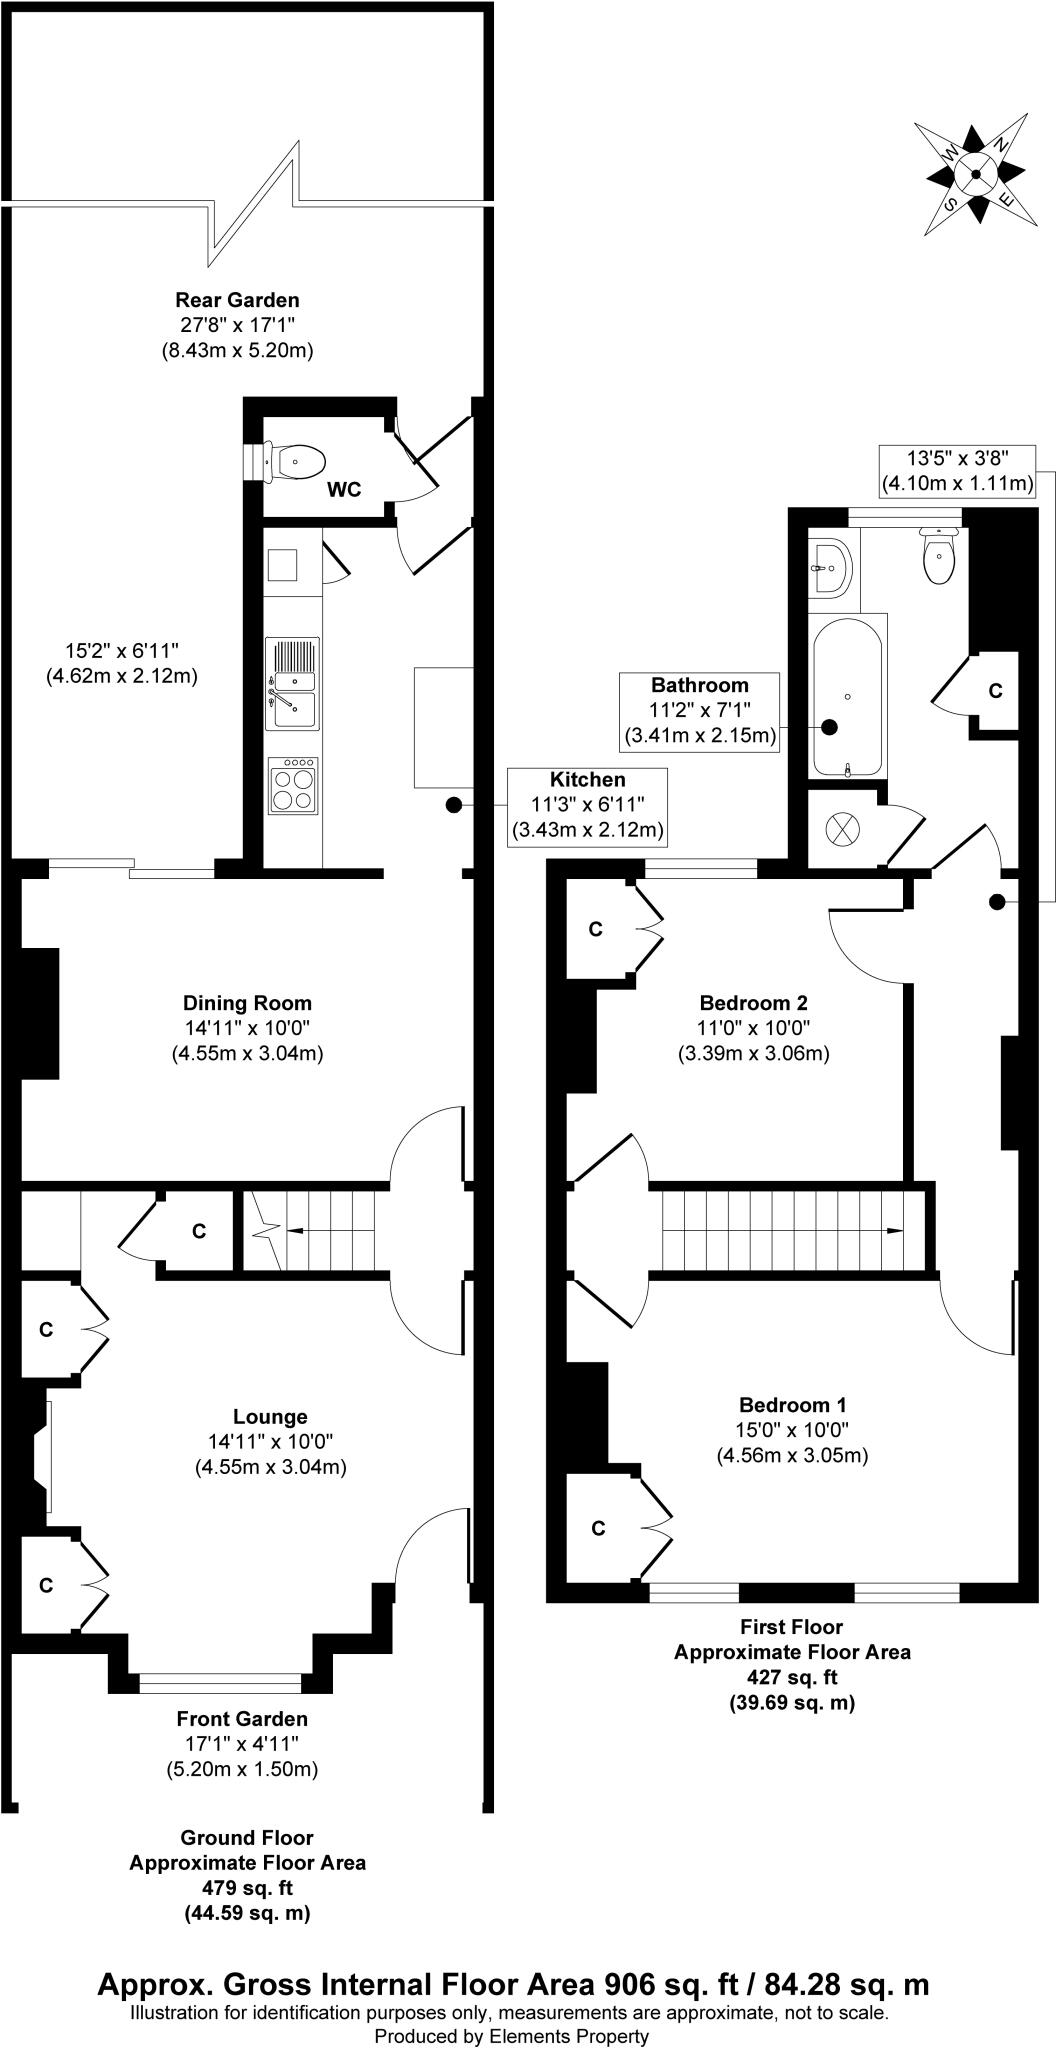 W
N
S
E
Rear Garden
27'8" x 17'1"
(8.43m x 5.20m)
WC
15'2" x 6'11"
(4.62m x 2.12m)
Kitchen
11'3" x 6'11"
(3.43m x 2.12m)
Dining Room
14'11" x 10'0"
(4.55m x 3.04m)
C
C
Lounge
14'11" x 10'0"
(4.55m x 3.04m)
C
Front Garden
17'1" x 4'11"
(5.20m x 1.50m)
Ground Floor
Approximate Floor Area
479 sq. ft
(44.59 sq. m)
13'5" x 3'8"
(4.10m x 1.11m)
Bathroom
11'2" x 7'1"
(3.41m x 2.15m)
C
C
Bedroom 2
11'0" x 10'0"
(3.39m x 3.06m)
Bedroom 1
15'0" x 10'0"
(4.56m x 3.05m)
C
First Floor
Approximate Floor Area
427 sq. ft
(39.69 sq. m)
Approx. Gross Internal Floor Area 906 sq. ft / 84.28 sq. m
Illustration for identification purposes only, measurements are approximate, not to scale.
Produced by Elements Property